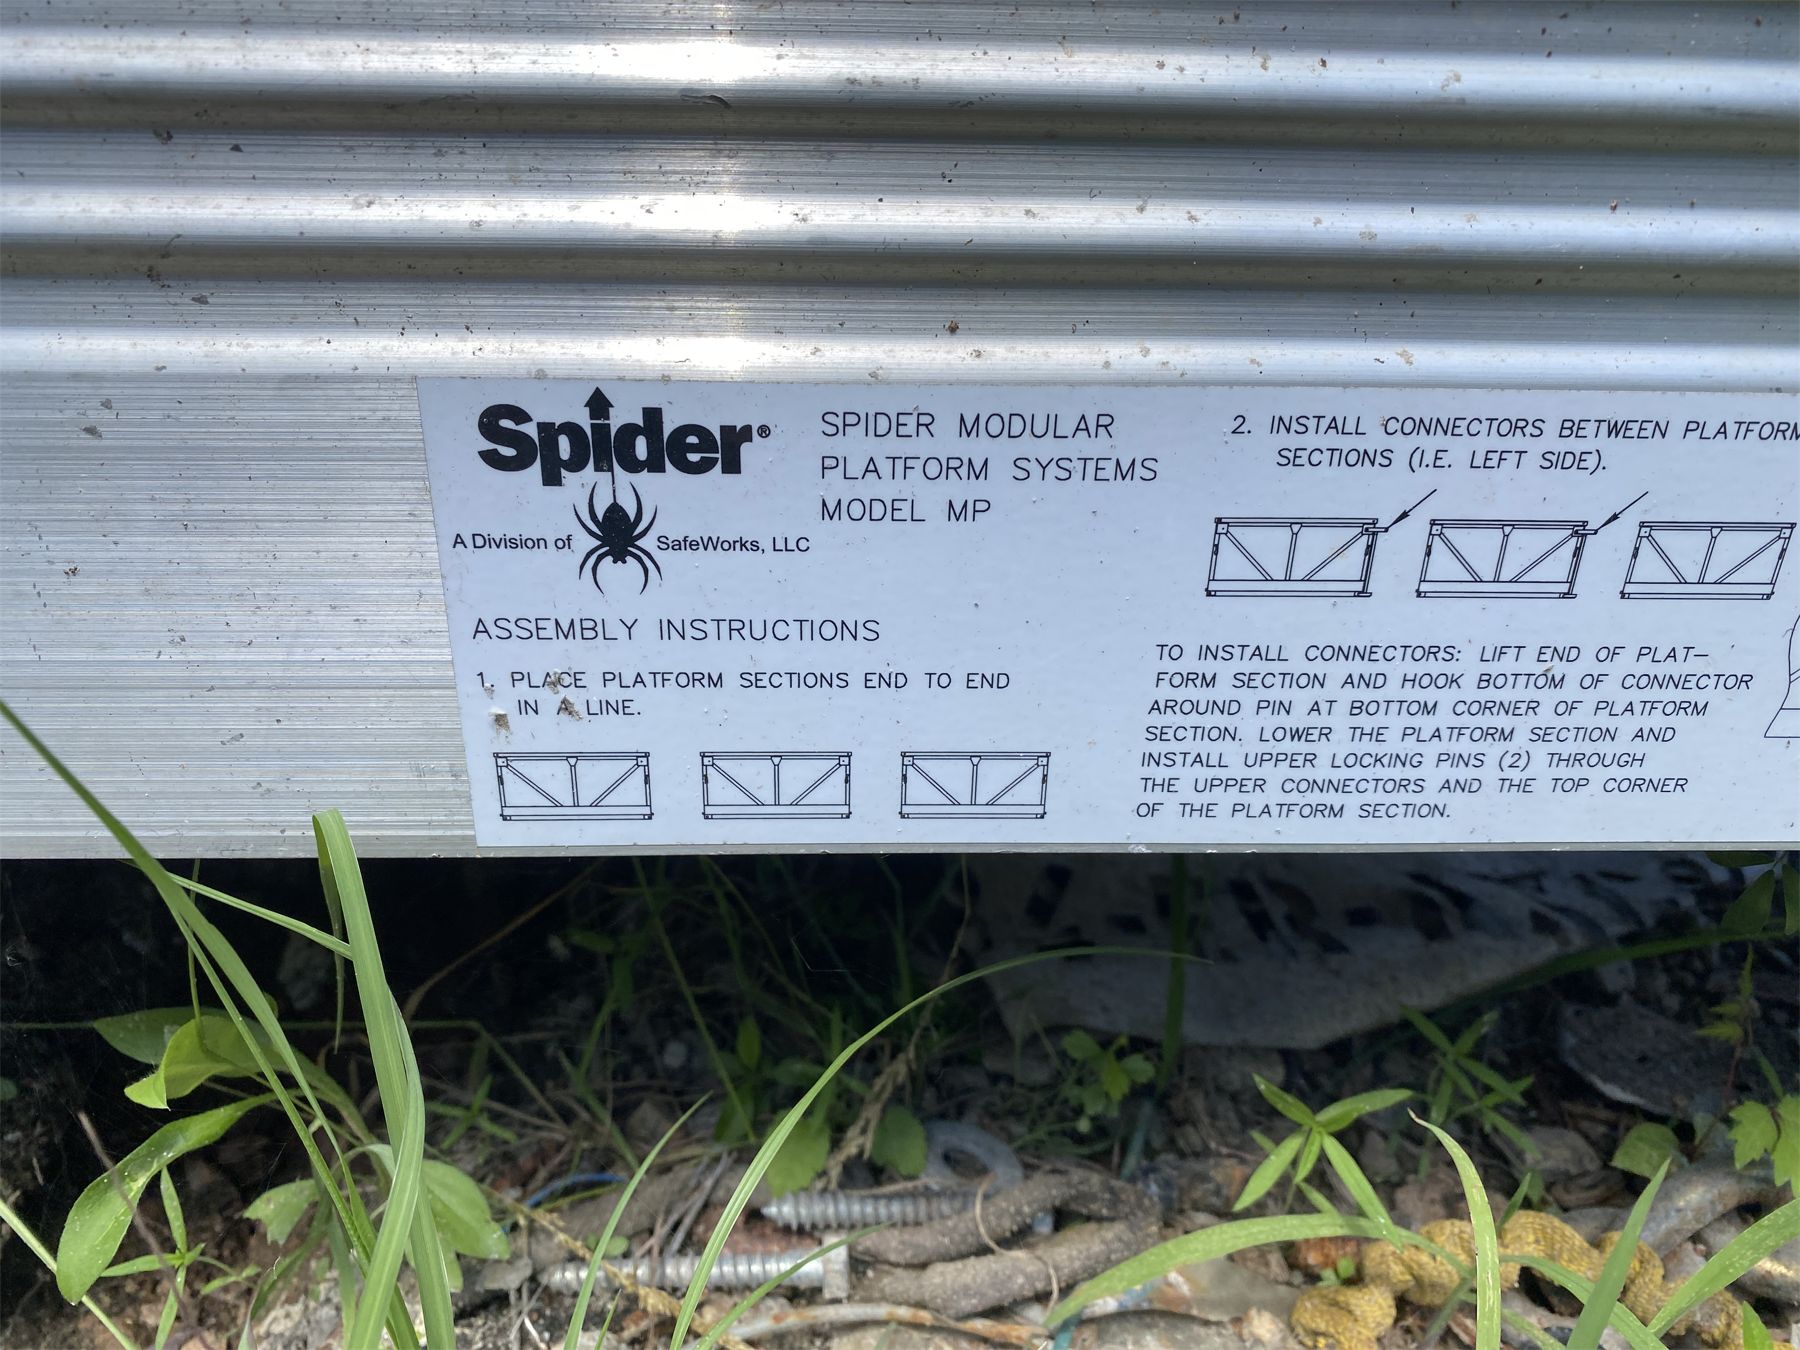 Spider®
A Division of SafeWorks, LLC
SPIDER MODULAR
PLATFORM SYSTEMS
MODEL MP
ASSEMBLY INSTRUCTIONS
1. PLACE PLATFORM SECTIONS END TO END
IN A LINE.
2. INSTALL CONNECTORS BETWEEN PLATFORM
SECTIONS (I.E. LEFT SIDE).
TO INSTALL CONNECTORS: LIFT END OF PLAT–
FORM SECTION AND HOOK BOTTOM OF CONNECTOR
AROUND PIN AT BOTTOM CORNER OF PLATFORM
SECTION. LOWER THE PLATFORM SECTION AND
INSTALL UPPER LOCKING PINS (2) THROUGH
THE UPPER CONNECTORS AND THE TOP CORNER
OF THE PLATFORM SECTION.